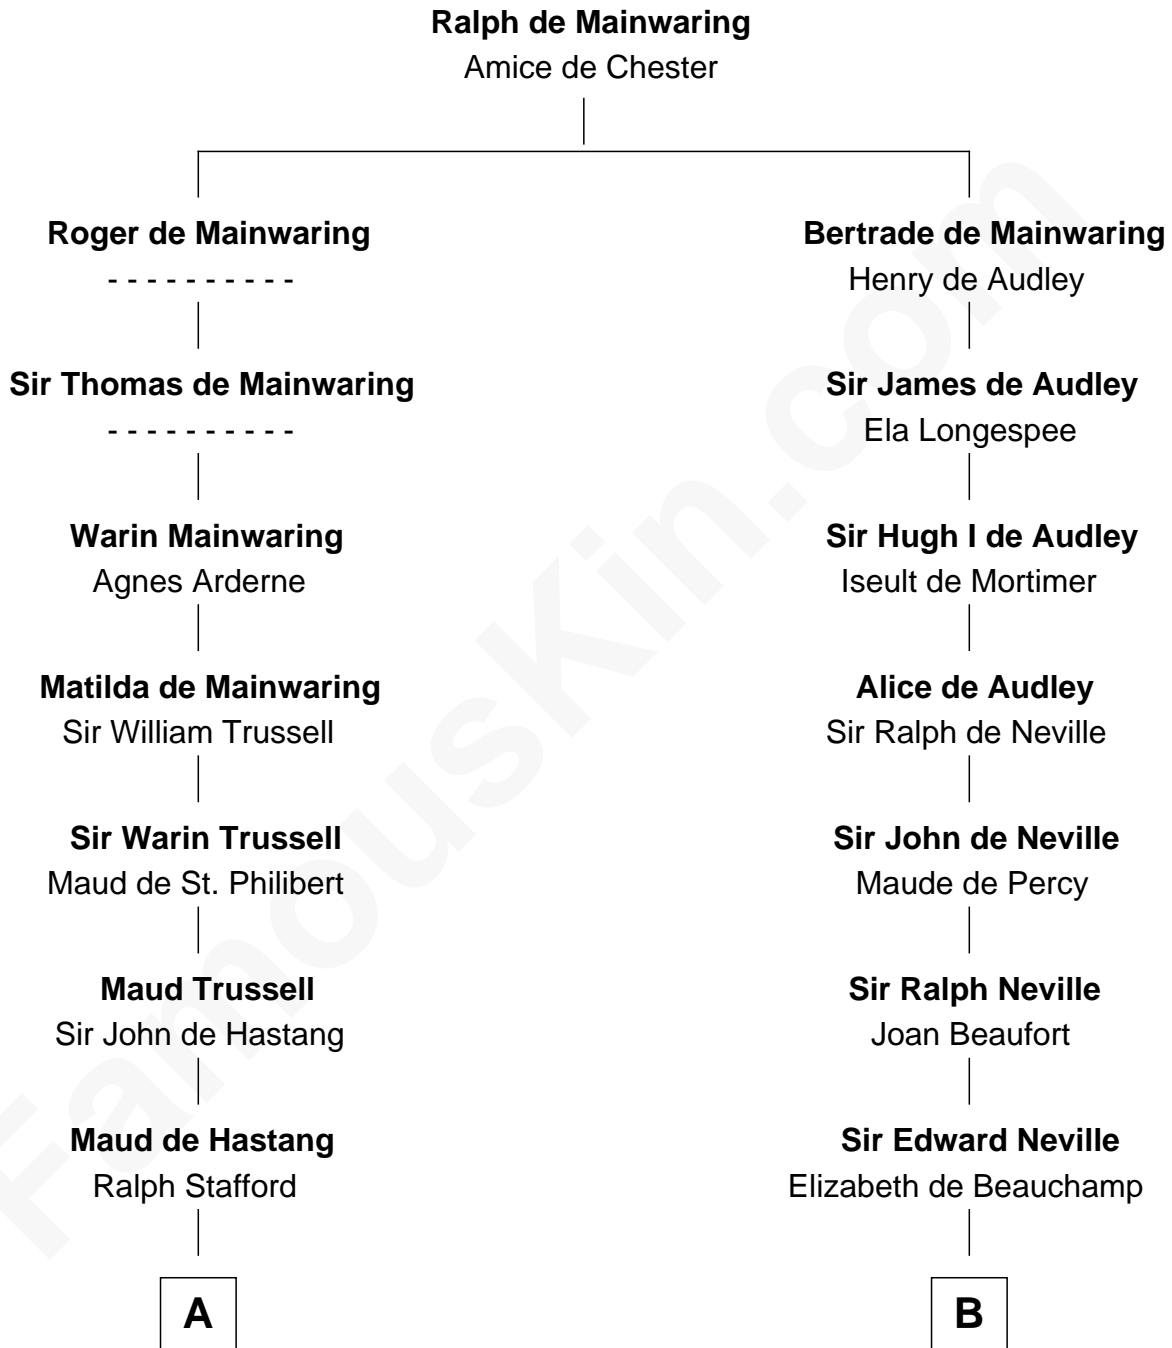 Ralph de Mainwaring
Amice de Chester
Roger de Mainwaring
- - - - - - - - - -
Sir Thomas de Mainwaring
- - - - - - - - - -
Warin Mainwaring
Agnes Arderne
Matilda de Mainwaring
Sir William Trussell
Sir Warin Trussell
Maud de St. Philibert
Maud Trussell
Sir John de Hastang
Maud de Hastang
Ralph Stafford
A
Bertrade de Mainwaring
Henry de Audley
Sir James de Audley
Ela Longespee
Sir Hugh I de Audley
Iseult de Mortimer
Alice de Audley
Sir Ralph de Neville
Sir John de Neville
Maude de Percy
Sir Ralph Neville
Joan Beaufort
Sir Edward Neville
Elizabeth de Beauchamp
B
FamousKin.com